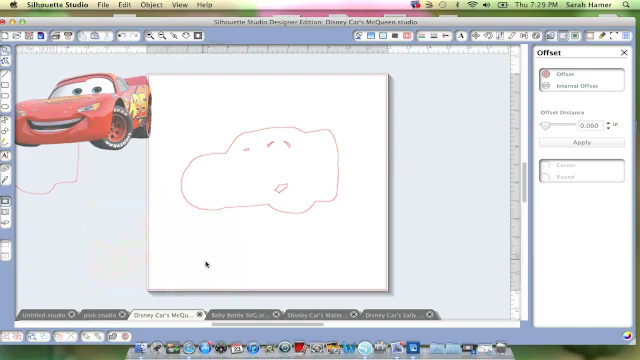 Silhouette Studio File Edit Object Window Help Thu 7:29 PM Sarah Hamer
Silhouette Studio Designer Edition: Disney Car's McQueen.studio
Offset
Offset
Internal Offset
Offset Distance
0.060 in
Apply
Corner
Round
Untitled.studio pink.studio Disney Car's McQu... Baby Bottle SVG.st... Disney Car's Mater... Disney Car's Sally ...